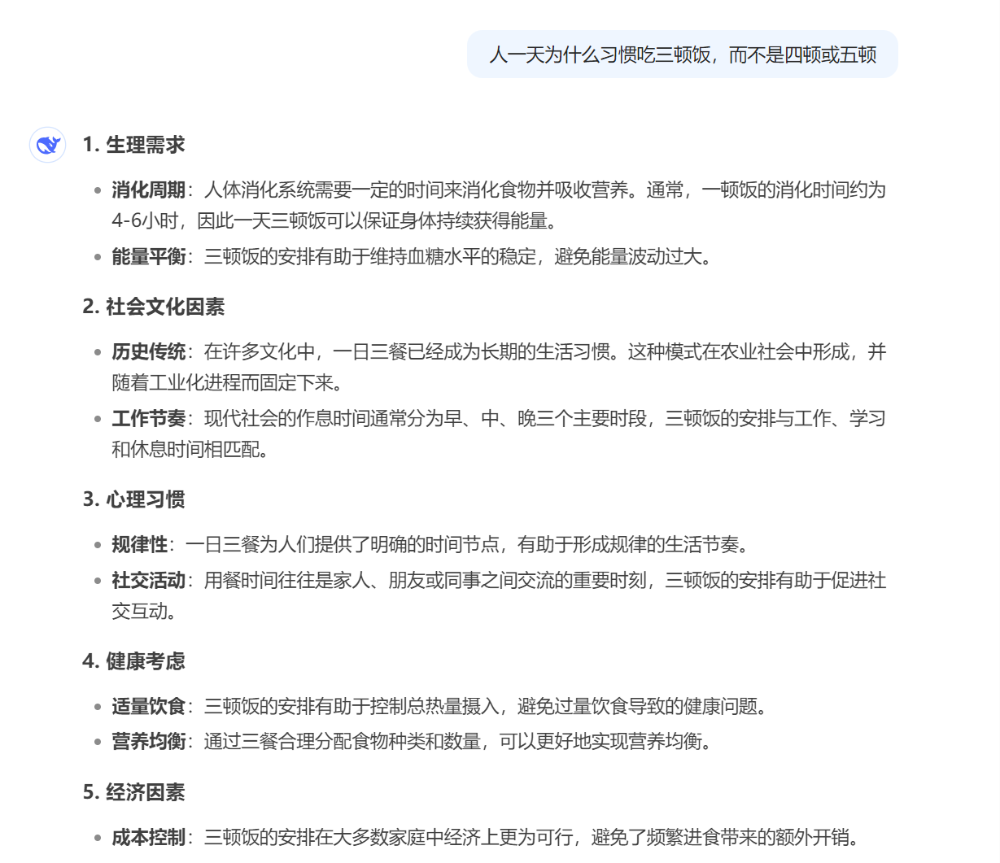 人一天为什么习惯吃三顿饭，而不是四顿或五顿
1. 生理需求
消化周期：人体消化系统需要一定的时间来消化食物并吸收营养。通常，一顿饭的消化时间约为
4-6小时，因此一天三顿饭可以保证身体持续获得能量。
能量平衡：三顿饭的安排有助于维持血糖水平的稳定，避免能量波动过大。
2. 社会文化因素
历史传统：在许多文化中，一日三餐已经成为长期的生活习惯。这种模式在农业社会中形成，并
随着工业化进程而固定下来。
工作节奏：现代社会的作息时间通常分为早、中、晚三个主要时段，三顿饭的安排与工作、学习
和休息时间相匹配。
3. 心理习惯
规律性：一日三餐为人们提供了明确的时间节点，有助于形成规律的生活节奏。
社交活动：用餐时间往往是家人、朋友或同事之间交流的重要时刻，三顿饭的安排有助于促进社
交互动。
4. 健康考虑
适量饮食：三顿饭的安排有助于控制总热量摄入，避免过量饮食导致的健康问题。
营养均衡：通过三餐合理分配食物种类和数量，可以更好地实现营养均衡。
5. 经济因素
成本控制：三顿饭的安排在大多数家庭中经济上更为可行，避免了频繁进食带来的额外开销。